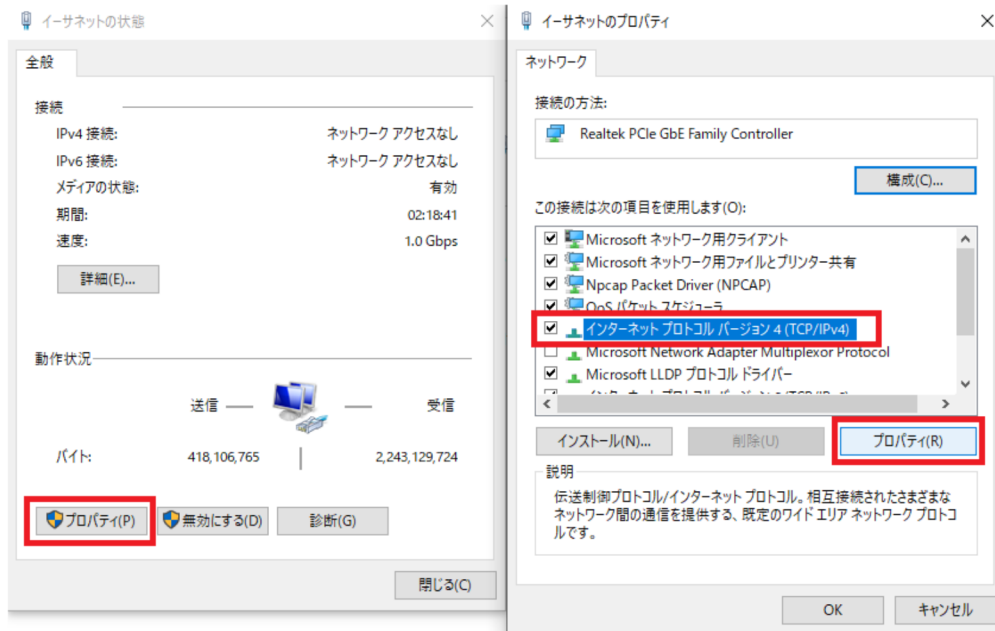 イーサネットの状態
全般
接続
IPv4 接続: ネットワーク アクセスなし
IPv6 接続: ネットワーク アクセスなし
メディアの状態: 有効
期間: 02:18:41
速度: 1.0 Gbps
詳細(E)...
動作状況
送信 — — 受信
バイト: 418,106,765 2,243,129,724
プロパティ(P) 無効にする(D) 診断(G)
閉じる(C)
イーサネットのプロパティ
ネットワーク
接続の方法:
Realtek PCIe GbE Family Controller
構成(C)...
この接続は次の項目を使用します(O):
Microsoft ネットワーク用クライアント
Microsoft ネットワーク用ファイルとプリンター共有
Npcap Packet Driver (NPCAP)
QoS パケット スケジューラ
インターネット プロトコル バージョン 4 (TCP/IPv4)
Microsoft Network Adapter Multiplexor Protocol
Microsoft LLDP プロトコル ドライバー
インストール(N)... 削除(U) プロパティ(R)
説明
伝送制御プロトコル/インターネット プロトコル。相互接続されたさまざまな
ネットワーク間の通信を提供する、既定のワイド エリア ネットワーク プロトコ
ルです。
OK キャンセル